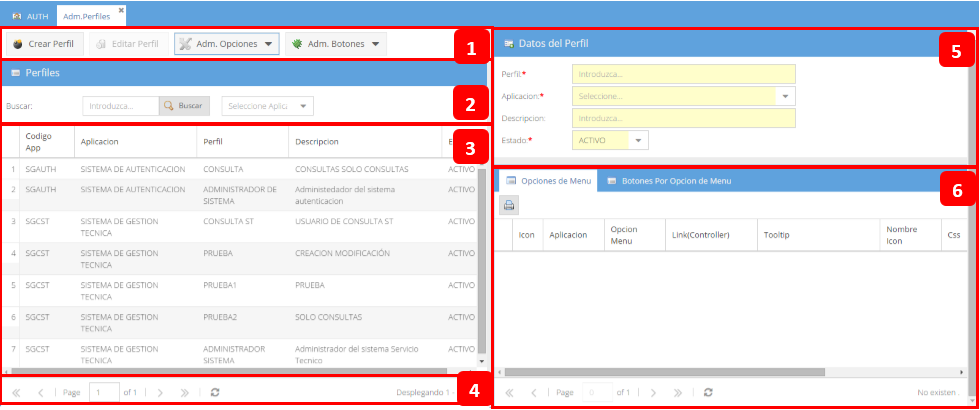 AUTH
Adm.Perfiles
Crear Perfil
Editar Perfil
Adm. Opciones
Adm. Botones
1
Perfiles
Buscar:
Introduzca...
Buscar
Seleccione Aplic
2
Codigo App
Aplicacion
Perfil
Descripcion
E
3
1 SGAUTH SISTEMA DE AUTENTICACION CONSULTA CONSULTAS SOLO CONSULTAS ACTIVO
2 SGAUTH SISTEMA DE AUTENTICACION ADMINISTRADOR DE SISTEMA Administedador del sistema autenticacion ACTIVO
3 SGCST SISTEMA DE GESTION TECNICA CONSULTA ST USUARIO DE CONSULTA ST ACTIVO
4 SGCST SISTEMA DE GESTION TECNICA PRUEBA CREACION MODIFICACIÓN ACTIVO
5 SGCST SISTEMA DE GESTION TECNICA PRUEBA1 PRUEBA ACTIVO
6 SGCST SISTEMA DE GESTION TECNICA PRUEBA2 SOLO CONSULTAS ACTIVO
7 SGCST SISTEMA DE GESTION TECNICA ADMINISTRADOR SISTEMA Administrador del sistema Servicio Tecnico ACTIVO
Page 1 of 1
Desplegando 1
4
Datos del Perfil
5
Perfil:*
Introduzca...
Aplicacion:*
Seleccione...
Descripcion:
Introduzca...
Estado:*
ACTIVO
Opciones de Menu
Botones Por Opcion de Menu
6
Icon
Aplicacion
Opcion Menu
Link(Controller)
Tooltip
Nombre Icon
Css
Page 0 of 1
No existen